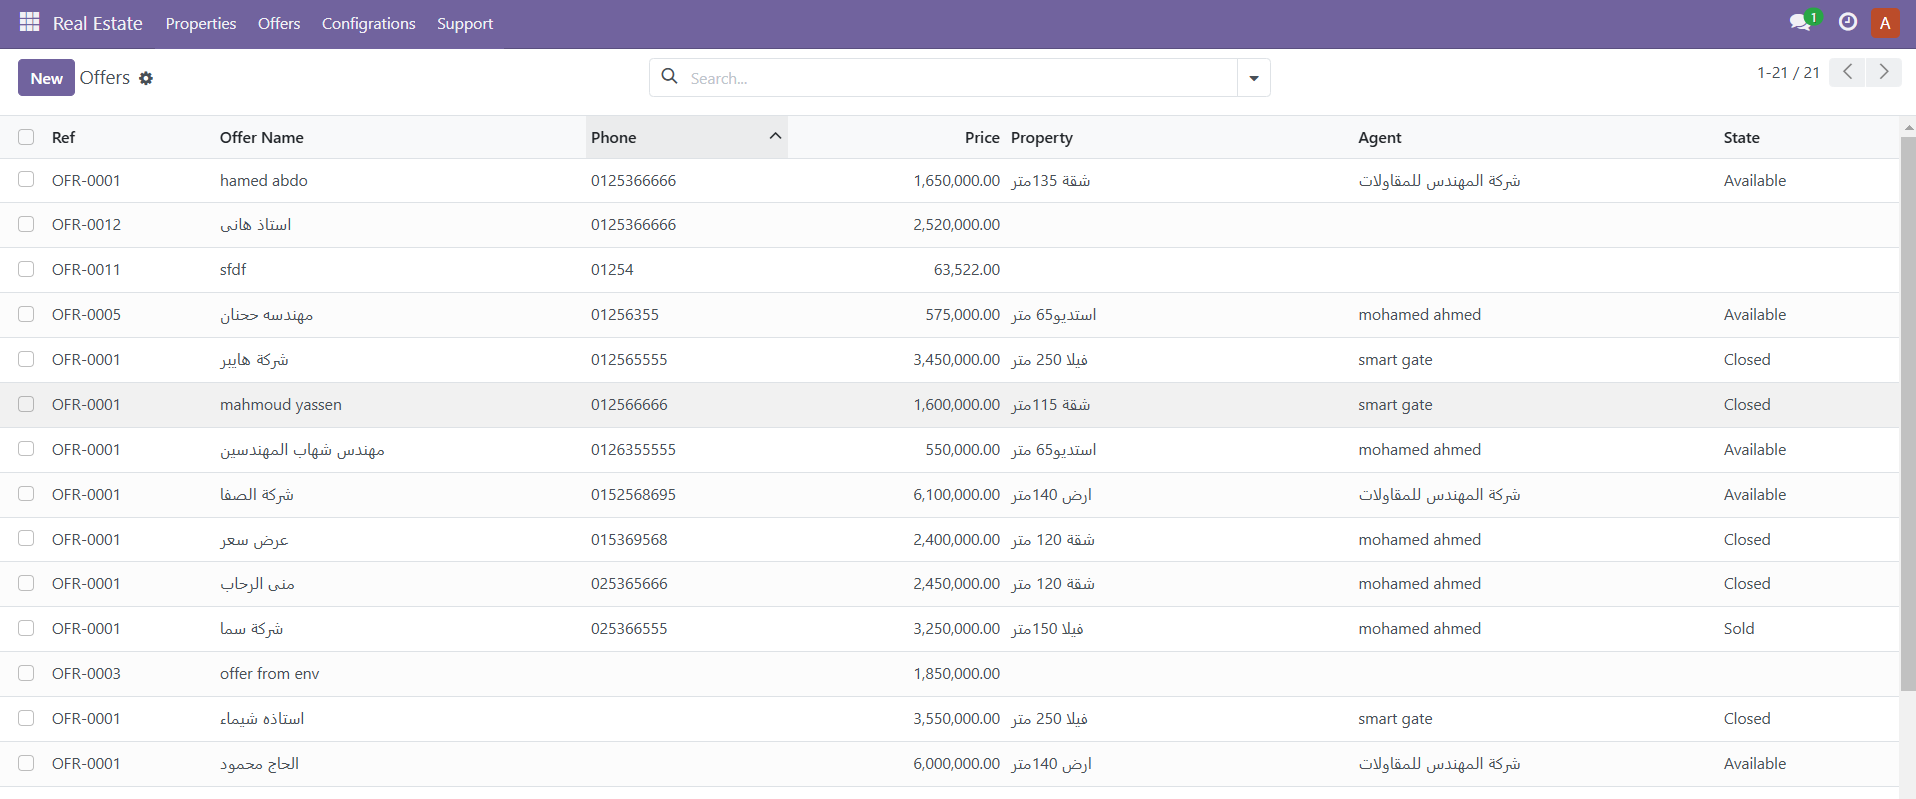 Real Estate Properties Offers Configrations Support 1 A
New Offers Search... 1-21 / 21
Ref Offer Name Phone Price Property Agent State
OFR-0001 hamed abdo 0125366666 1,650,000.00 شقة 135متر شركة المهندس للمقاولات Available
OFR-0012 استاذ هانى 0125366666 2,520,000.00
OFR-0011 sfdf 01254 63,522.00
OFR-0005 مهندسه ححنان 01256355 575,000.00 استديو65 متر mohamed ahmed Available
OFR-0001 شركة هايبر 012565555 3,450,000.00 فيلا 250 متر smart gate Closed
OFR-0001 mahmoud yassen 012566666 1,600,000.00 شقة 115متر smart gate Closed
OFR-0001 مهندس شهاب المهندسين 0126355555 550,000.00 استديو65 متر mohamed ahmed Available
OFR-0001 شركة الصفا 0152568695 6,100,000.00 ارض 140متر شركة المهندس للمقاولات Available
OFR-0001 عرض سعر 015369568 2,400,000.00 شقة 120 متر mohamed ahmed Closed
OFR-0001 منى الرحاب 025365666 2,450,000.00 شقة 120 متر mohamed ahmed Closed
OFR-0001 شركة سما 025366555 3,250,000.00 فيلا 150متر mohamed ahmed Sold
OFR-0003 offer from env 1,850,000.00
OFR-0001 استاذه شيماء 3,550,000.00 فيلا 250 متر smart gate Closed
OFR-0001 الحاج محمود 6,000,000.00 ارض 140متر شركة المهندس للمقاولات Available